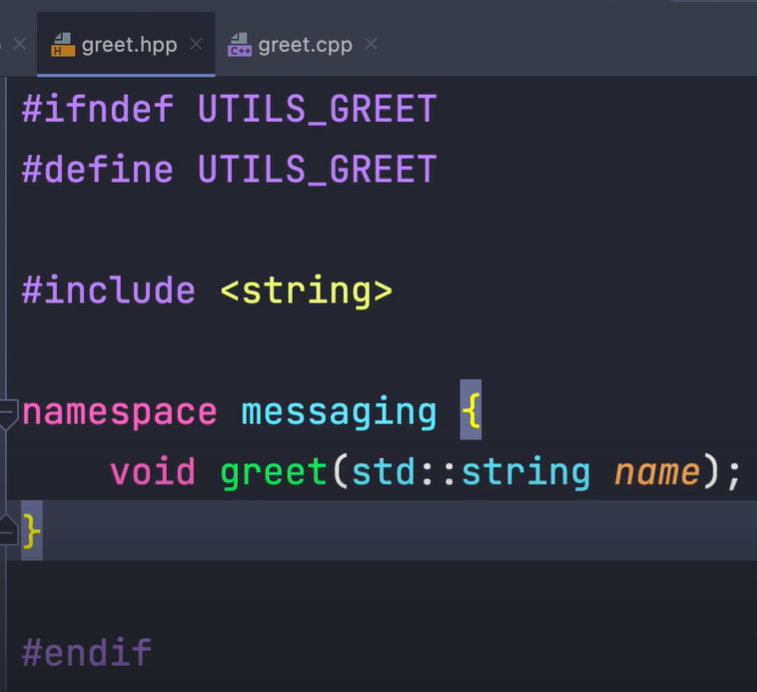 greet.hpp greet.cpp
#ifndef UTILS_GREET
#define UTILS_GREET
#include <string>
namespace messaging {
void greet(std::string name);
}
#endif